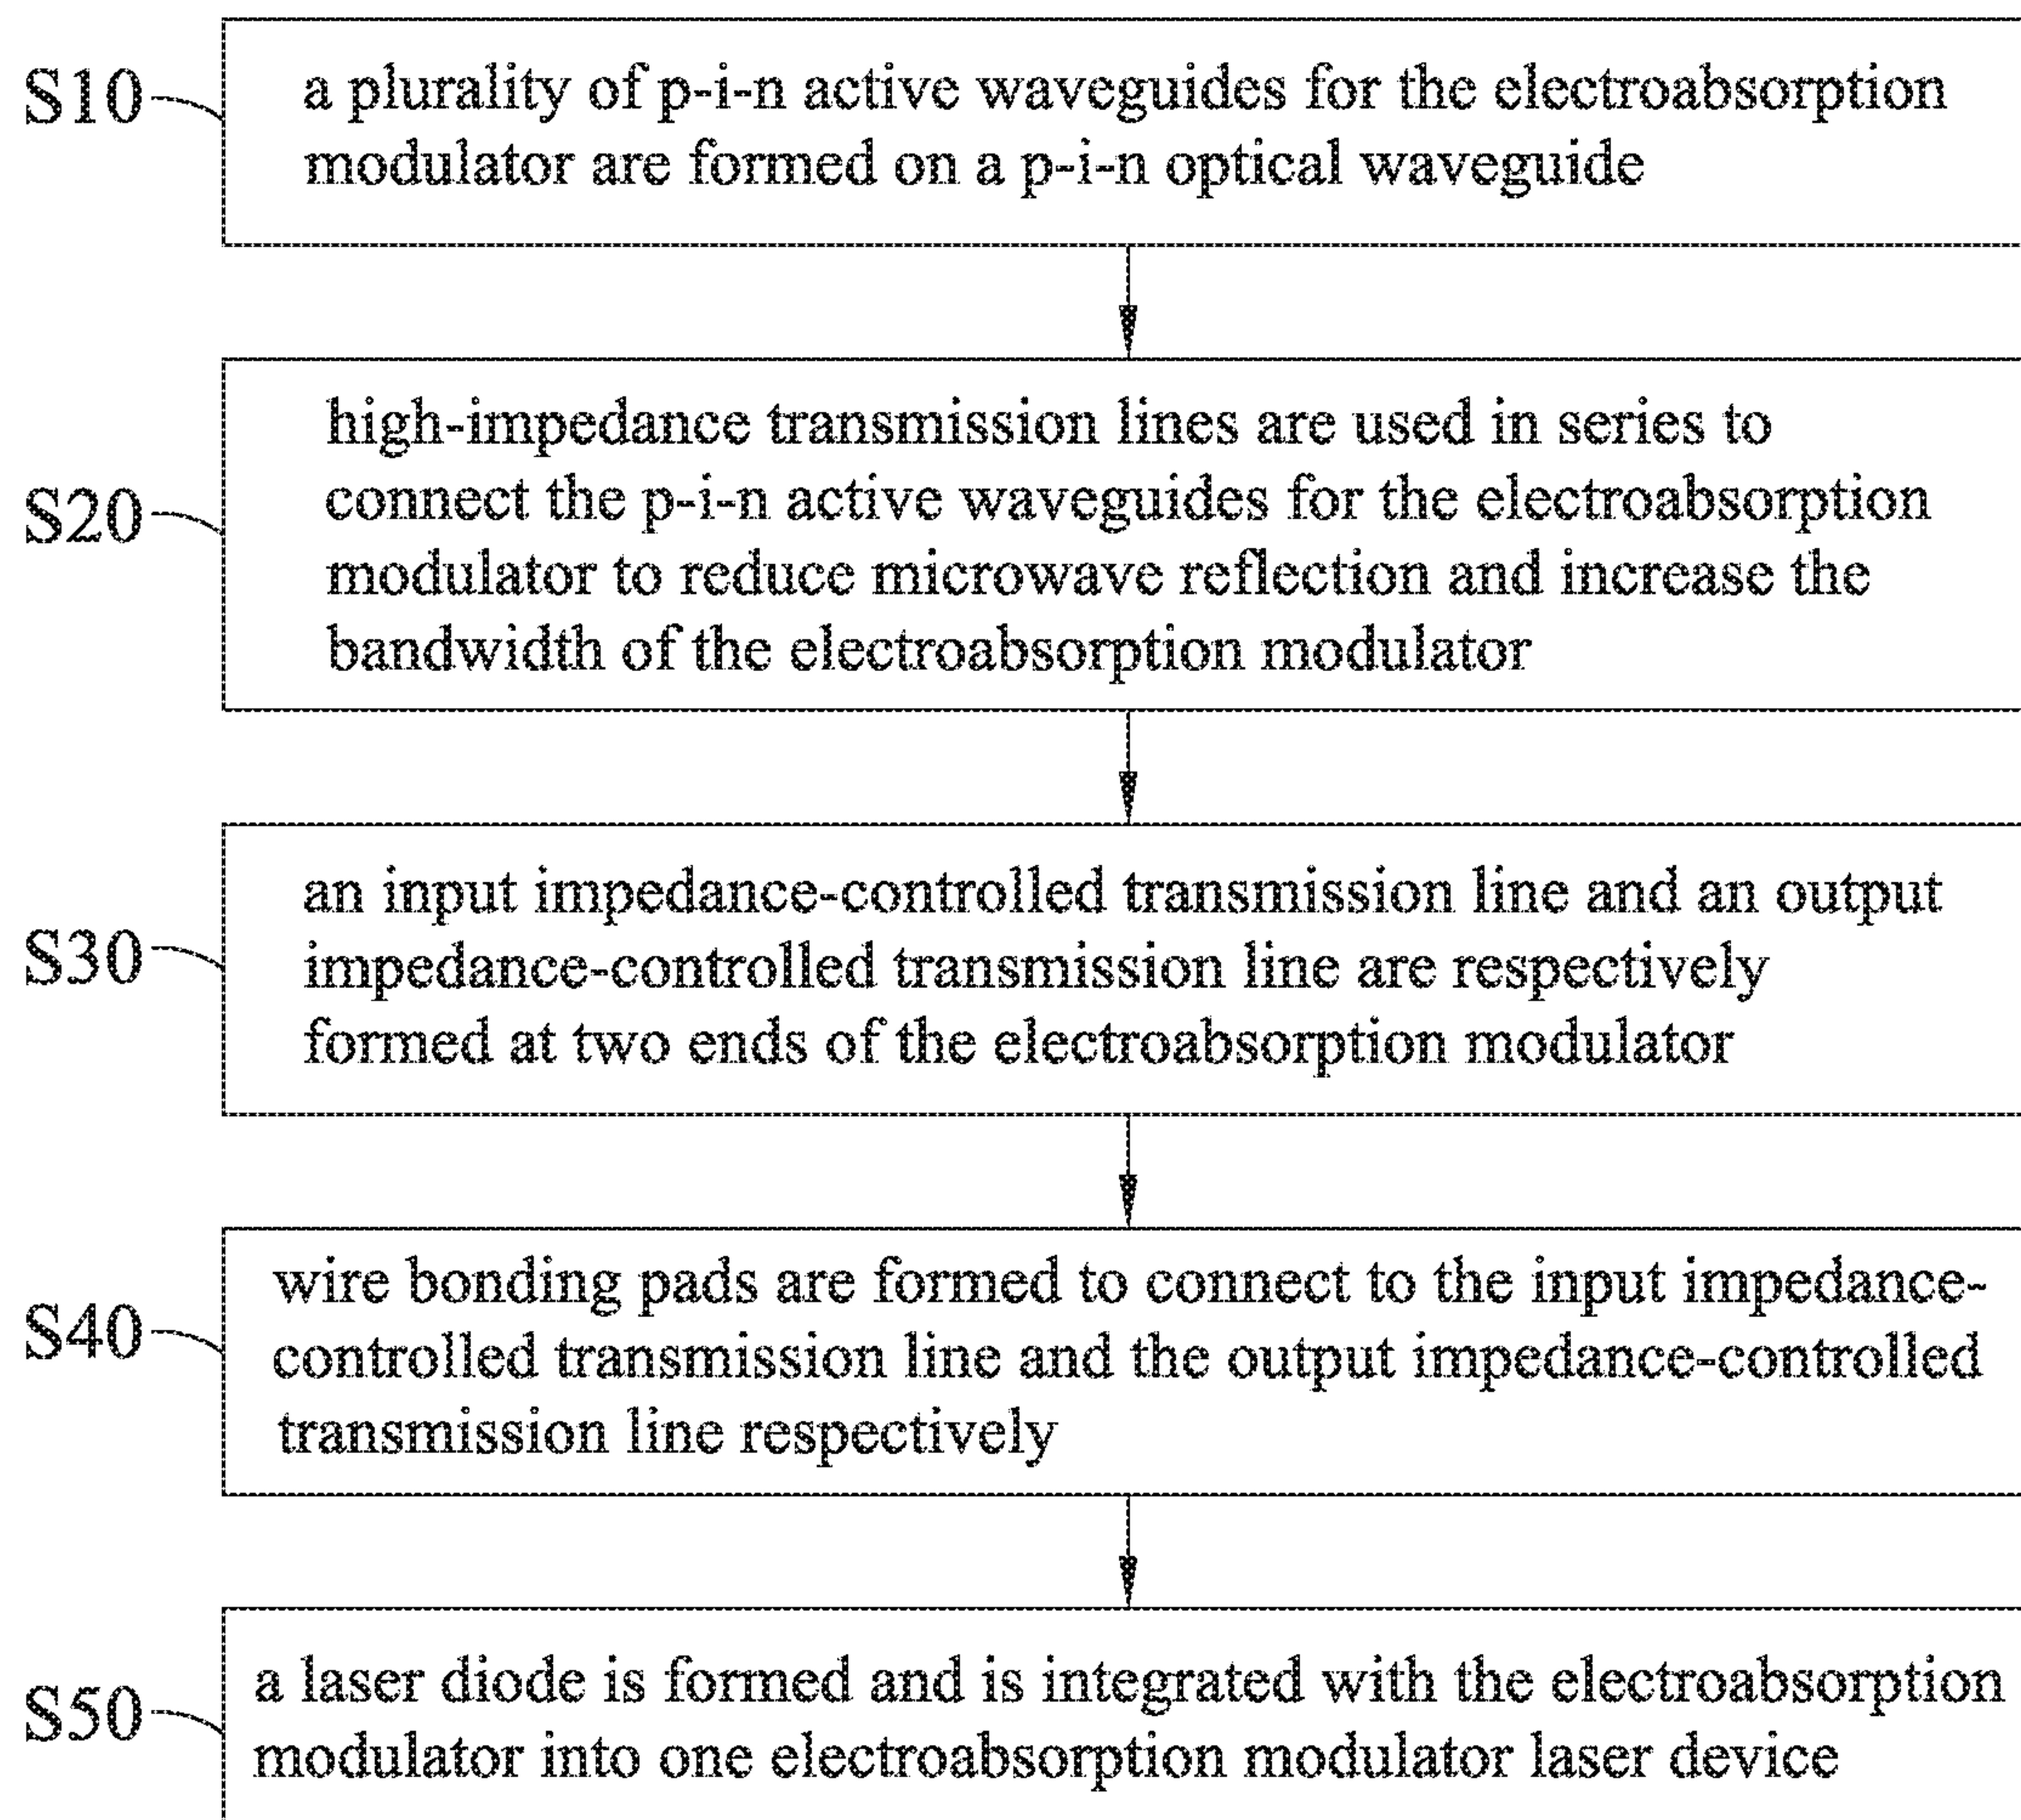 S10
a plurality of p-i-n active waveguides for the electroabsorption
modulator are formed on a p-i-n optical waveguide
S20
high-impedance transmission lines are used in series to
connect the p-i-n active waveguides for the electroabsorption
modulator to reduce microwave reflection and increase the
bandwidth of the electroabsorption modulator
S30
an input impedance-controlled transmission line and an output
impedance-controlled transmission line are respectively
formed at two ends of the electroabsorption modulator
S40
wire bonding pads are formed to connect to the input impedance-
controlled transmission line and the output impedance-controlled
transmission line respectively
S50
a laser diode is formed and is integrated with the electroabsorption
modulator into one electroabsorption modulator laser device